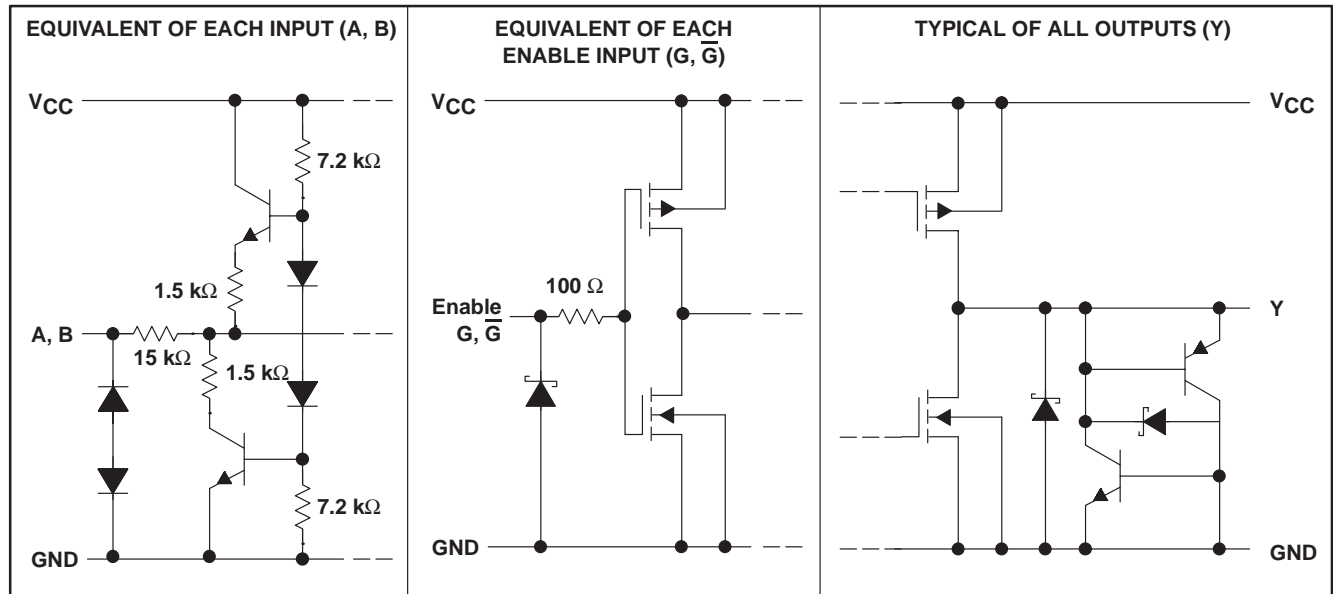 EQUIVALENT OF EACH INPUT (A, B)
VCC
7.2 kΩ
1.5 kΩ
A, B
15 kΩ
1.5 kΩ
7.2 kΩ
GND
EQUIVALENT OF EACH
ENABLE INPUT (G, G̅)
VCC
100 Ω
Enable
G, G̅
GND
TYPICAL OF ALL OUTPUTS (Y)
VCC
Y
GND